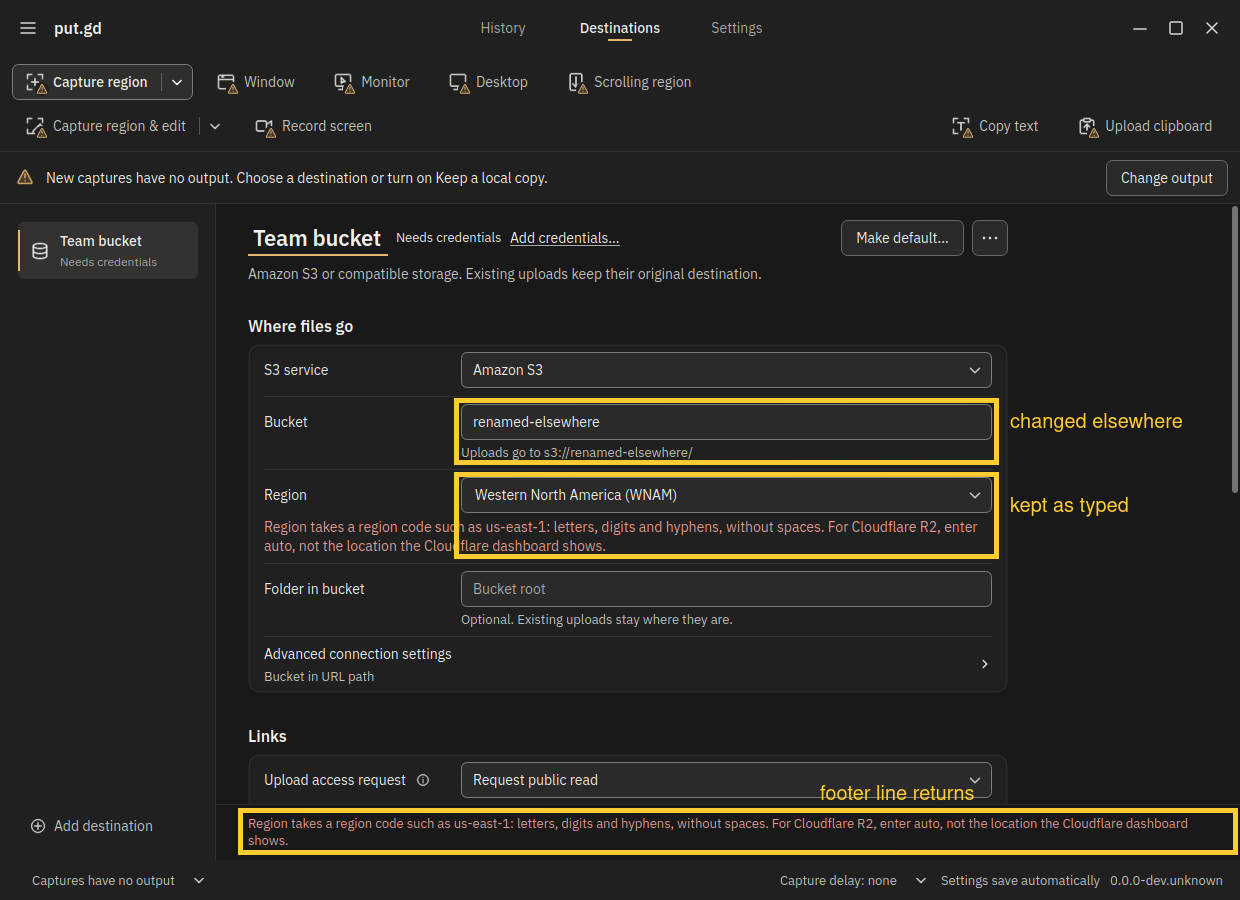 put.gd
History
Destinations
Settings
Capture region
Window
Monitor
Desktop
Scrolling region
Capture region & edit
Record screen
Copy text
Upload clipboard
New captures have no output. Choose a destination or turn on Keep a local copy.
Change output
Team bucket
Needs credentials
Team bucket
Needs credentials
Add credentials...
Make default...
Amazon S3 or compatible storage. Existing uploads keep their original destination.
Where files go
S3 service
Amazon S3
Bucket
renamed-elsewhere
changed elsewhere
Uploads go to s3://renamed-elsewhere/
Region
Western North America (WNAM)
kept as typed
Region takes a region code such as us-east-1: letters, digits and hyphens, without spaces. For Cloudflare R2, enter
auto, not the location the Cloudflare dashboard shows.
Folder in bucket
Bucket root
Optional. Existing uploads stay where they are.
Advanced connection settings
Bucket in URL path
Links
Upload access request
Request public read
footer line returns
Add destination
Region takes a region code such as us-east-1: letters, digits and hyphens, without spaces. For Cloudflare R2, enter auto, not the location the Cloudflare dashboard
shows.
Captures have no output
Capture delay: none
Settings save automatically
0.0.0-dev.unknown